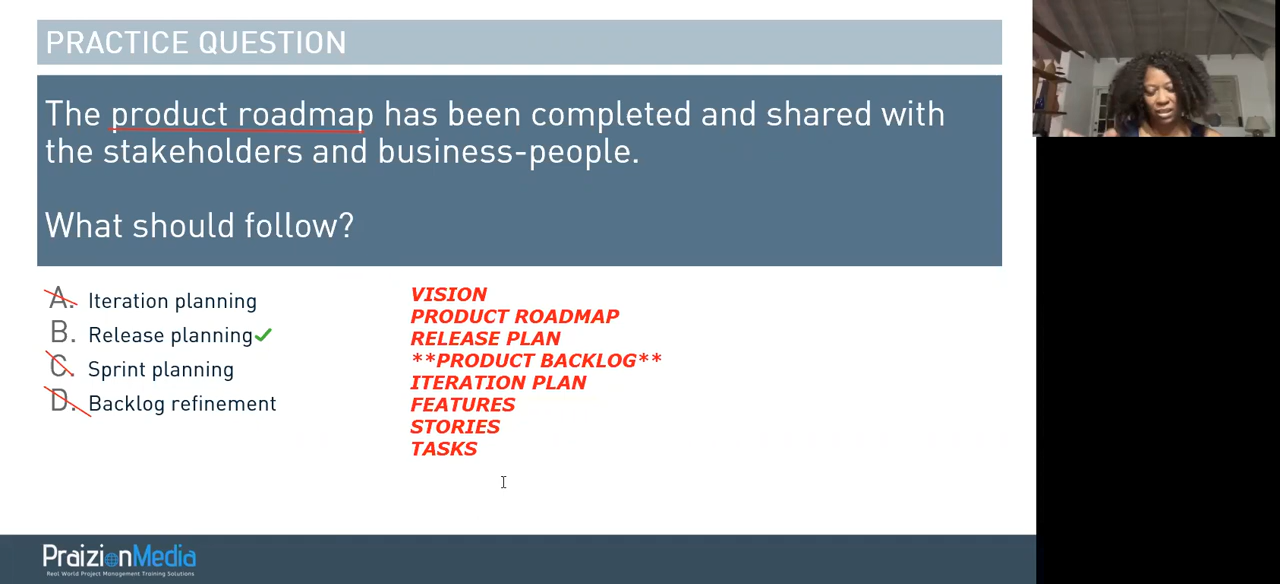 PRACTICE QUESTION
The product roadmap has been completed and shared with
the stakeholders and business-people.
What should follow?
A. Iteration planning
B. Release planning
C. Sprint planning
D. Backlog refinement
VISION
PRODUCT ROADMAP
RELEASE PLAN
**PRODUCT BACKLOG**
ITERATION PLAN
FEATURES
STORIES
TASKS
PraizionMedia
Real World Project Management Training Solutions